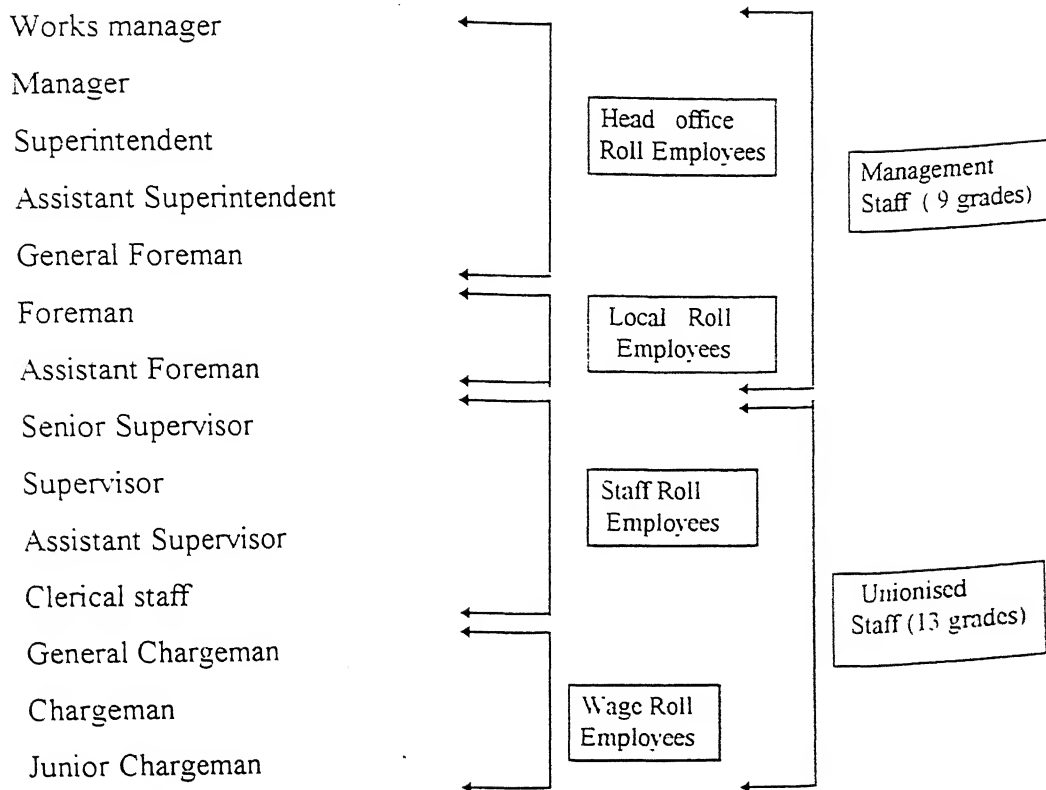 Works manager
Manager
Superintendent
Assistant Superintendent
General Foreman
Foreman
Assistant Foreman
Senior Supervisor
Supervisor
Assistant Supervisor
Clerical staff
General Chargeman
Chargeman
Junior Chargeman
Head office
Roll Employees
Local Roll
Employees
Staff Roll
Employees
Wage Roll
Employees
Management
Staff ( 9 grades)
Unionised
Staff (13 grades)